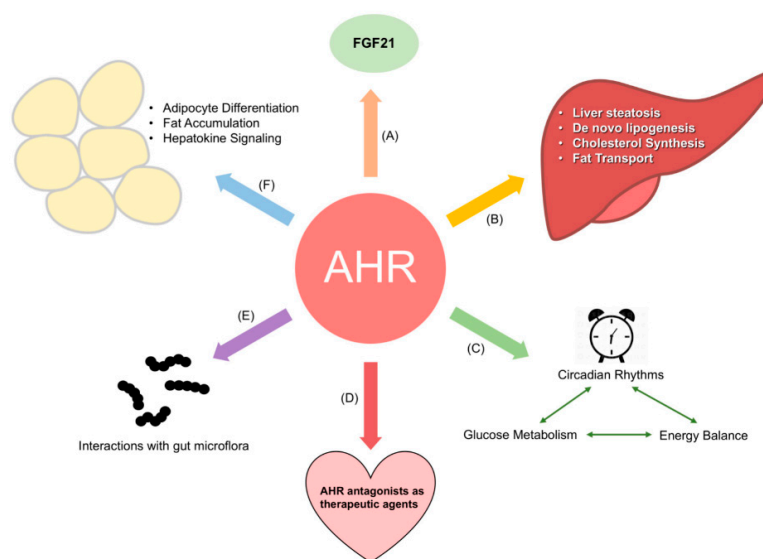 FGF21
(A)
• Adipocyte Differentiation
• Fat Accumulation
• Hepatokine Signaling
• Liver steatosis
• De novo lipogenesis
• Cholesterol Synthesis
• Fat Transport
(F)
(B)
AHR
(E)
(C)
(D)
Circadian Rhythms
Glucose Metabolism
Energy Balance
Interactions with gut microflora
AHR antagonists as
therapeutic agents